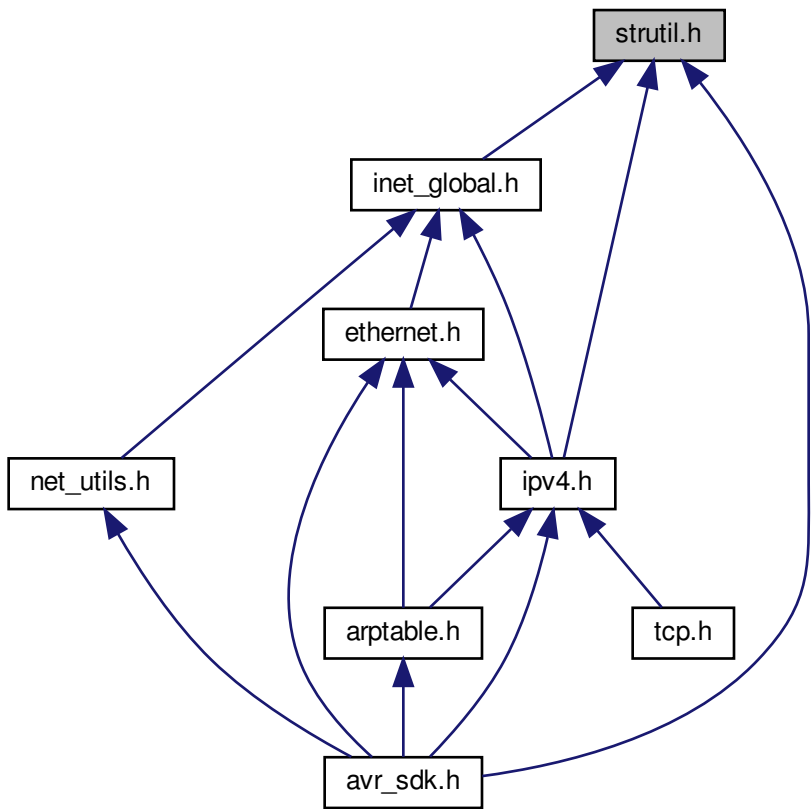 strutil.h
inet_global.h
ethernet.h
net_utils.h
ipv4.h
arptable.h
tcp.h
avr_sdk.h